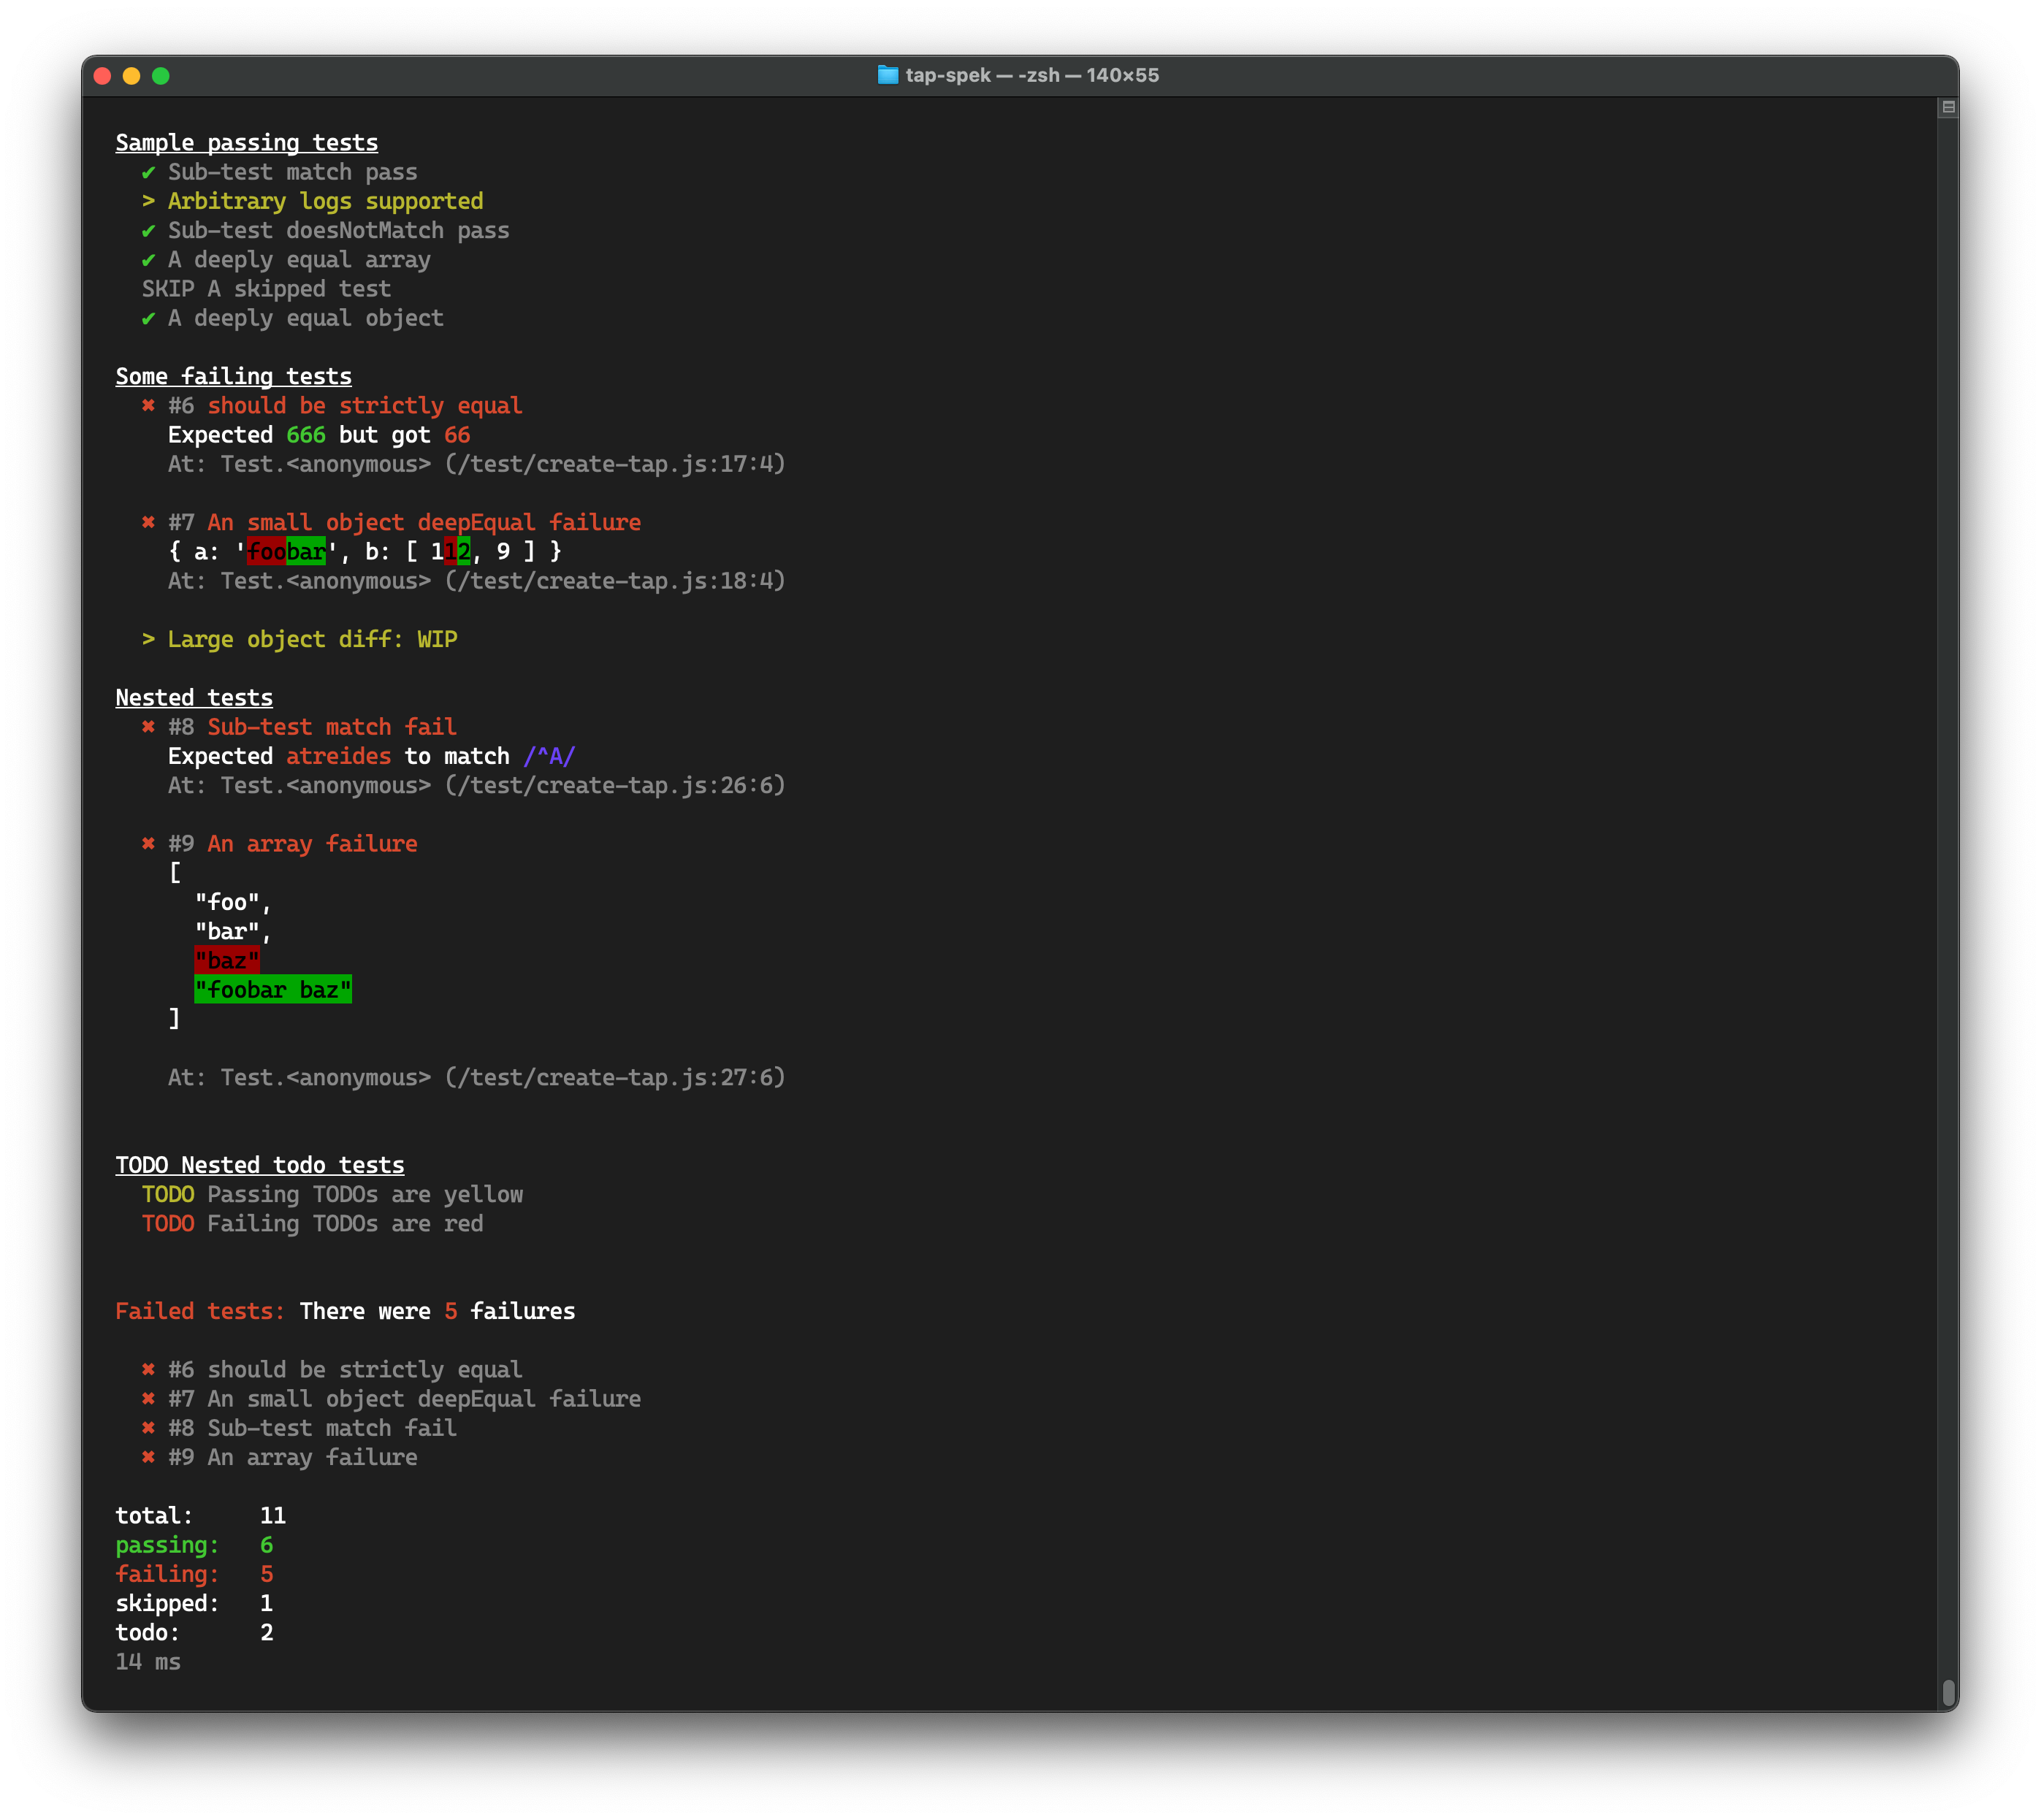 tap-spek — -zsh — 140×55
Sample passing tests
✔ Sub-test match pass
> Arbitrary logs supported
✔ Sub-test doesNotMatch pass
✔ A deeply equal array
SKIP A skipped test
✔ A deeply equal object
Some failing tests
✖ #6 should be strictly equal
Expected 666 but got 66
At: Test.<anonymous> (/test/create-tap.js:17:4)
✖ #7 An small object deepEqual failure
{ a: 'foobar', b: [ 112, 9 ] }
At: Test.<anonymous> (/test/create-tap.js:18:4)
> Large object diff: WIP
Nested tests
✖ #8 Sub-test match fail
Expected atreides to match /^A/
At: Test.<anonymous> (/test/create-tap.js:26:6)
✖ #9 An array failure
[
"foo",
"bar",
"baz"
"foobar baz"
]
At: Test.<anonymous> (/test/create-tap.js:27:6)
TODO Nested todo tests
TODO Passing TODOs are yellow
TODO Failing TODOs are red
Failed tests: There were 5 failures
✖ #6 should be strictly equal
✖ #7 An small object deepEqual failure
✖ #8 Sub-test match fail
✖ #9 An array failure
total: 11
passing: 6
failing: 5
skipped: 1
todo: 2
14 ms